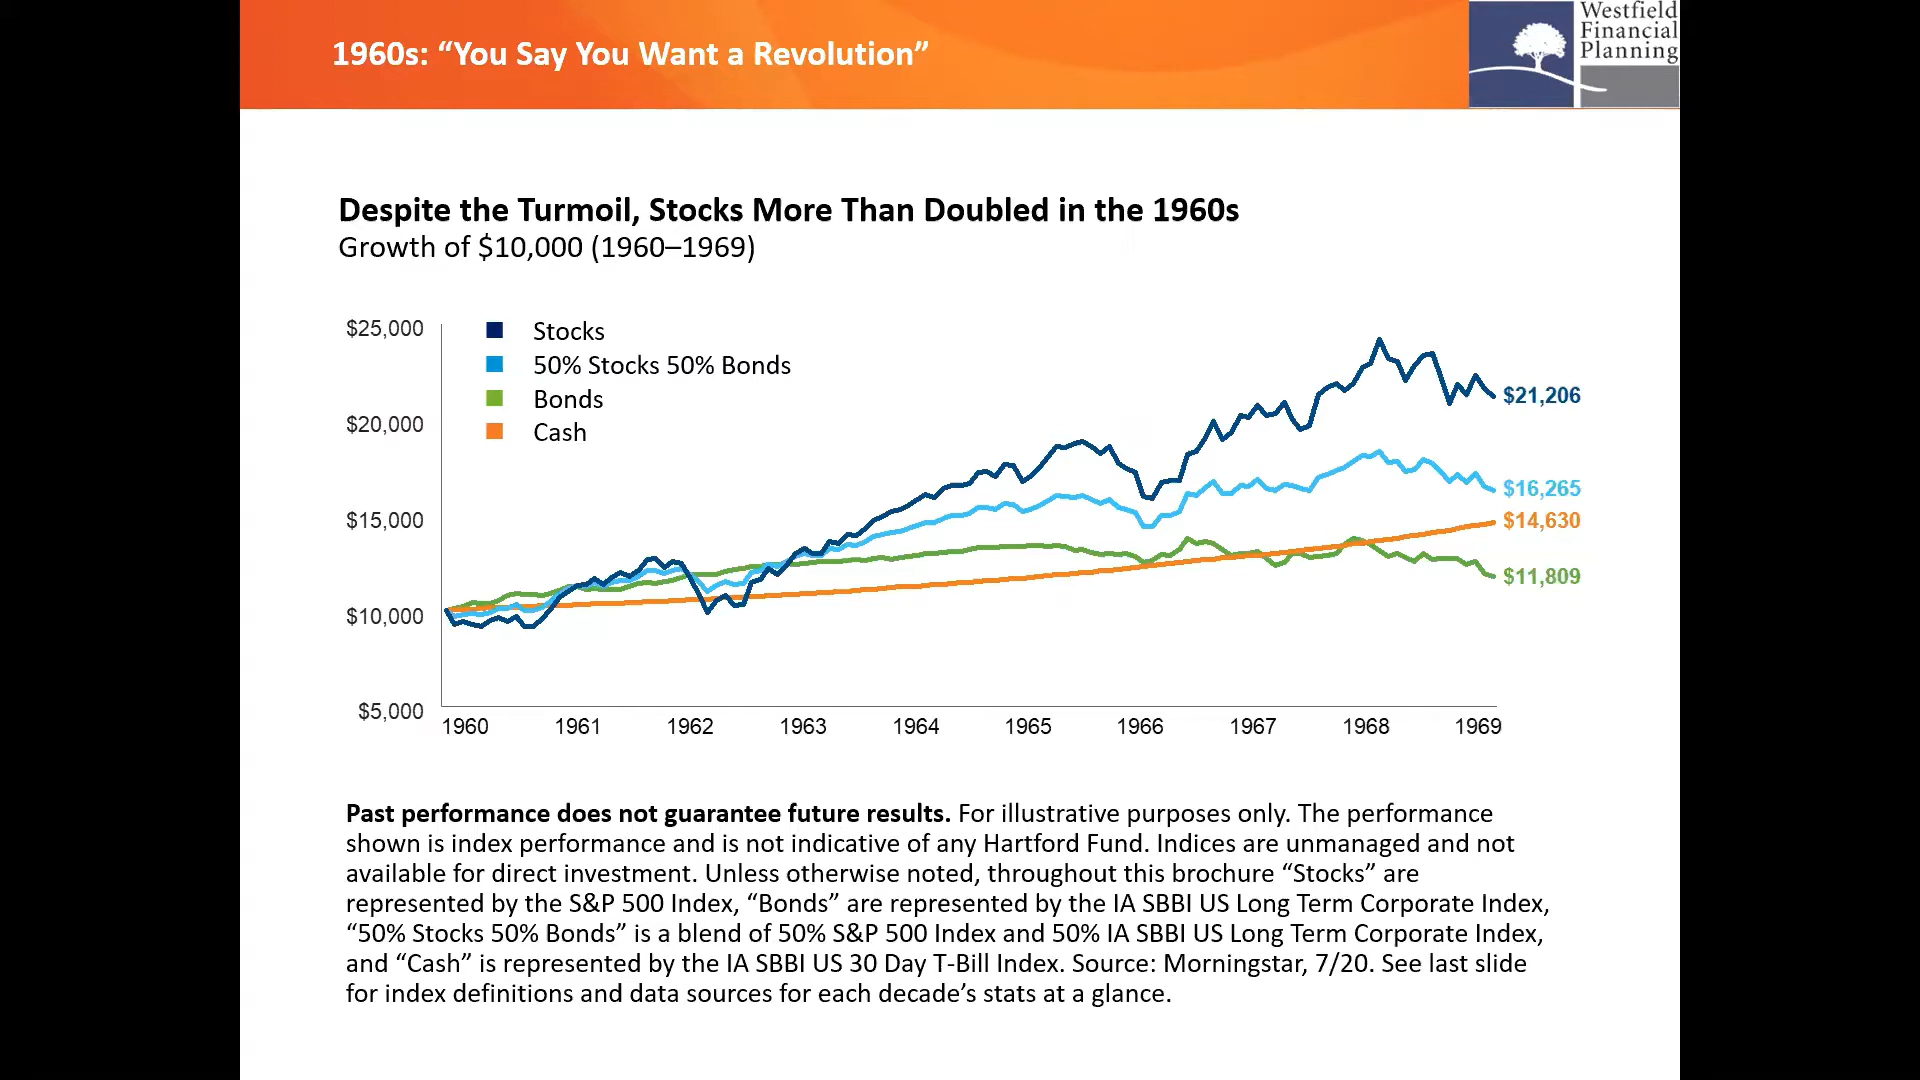 1960s: “You Say You Want a Revolution”
Westfield
Financial
Planning
Despite the Turmoil, Stocks More Than Doubled in the 1960s
Growth of $10,000 (1960–1969)
Stocks
50% Stocks 50% Bonds
Bonds
Cash
$25,000
$20,000
$15,000
$10,000
$5,000
$21,206
$16,265
$14,630
$11,809
1960 1961 1962 1963 1964 1965 1966 1967 1968 1969
Past performance does not guarantee future results. For illustrative purposes only. The performance
shown is index performance and is not indicative of any Hartford Fund. Indices are unmanaged and not
available for direct investment. Unless otherwise noted, throughout this brochure “Stocks” are
represented by the S&P 500 Index, “Bonds” are represented by the IA SBBI US Long Term Corporate Index,
“50% Stocks 50% Bonds” is a blend of 50% S&P 500 Index and 50% IA SBBI US Long Term Corporate Index,
and “Cash” is represented by the IA SBBI US 30 Day T-Bill Index. Source: Morningstar, 7/20. See last slide
for index definitions and data sources for each decade’s stats at a glance.